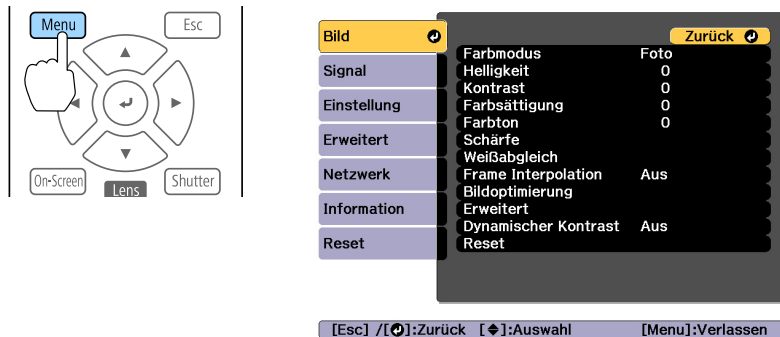 Menu
Esc
On-Screen
Lens
Shutter
Bild
Signal
Einstellung
Erweitert
Netzwerk
Information
Reset
Zurück
Farbmodus Foto
Helligkeit 0
Kontrast 0
Farbsättigung 0
Farbton 0
Schärfe
Weißabgleich
Frame Interpolation Aus
Bildoptimierung
Erweitert
Dynamischer Kontrast Aus
Reset
[Esc] /[⏎]:Zurück [◆]:Auswahl [Menu]:Verlassen